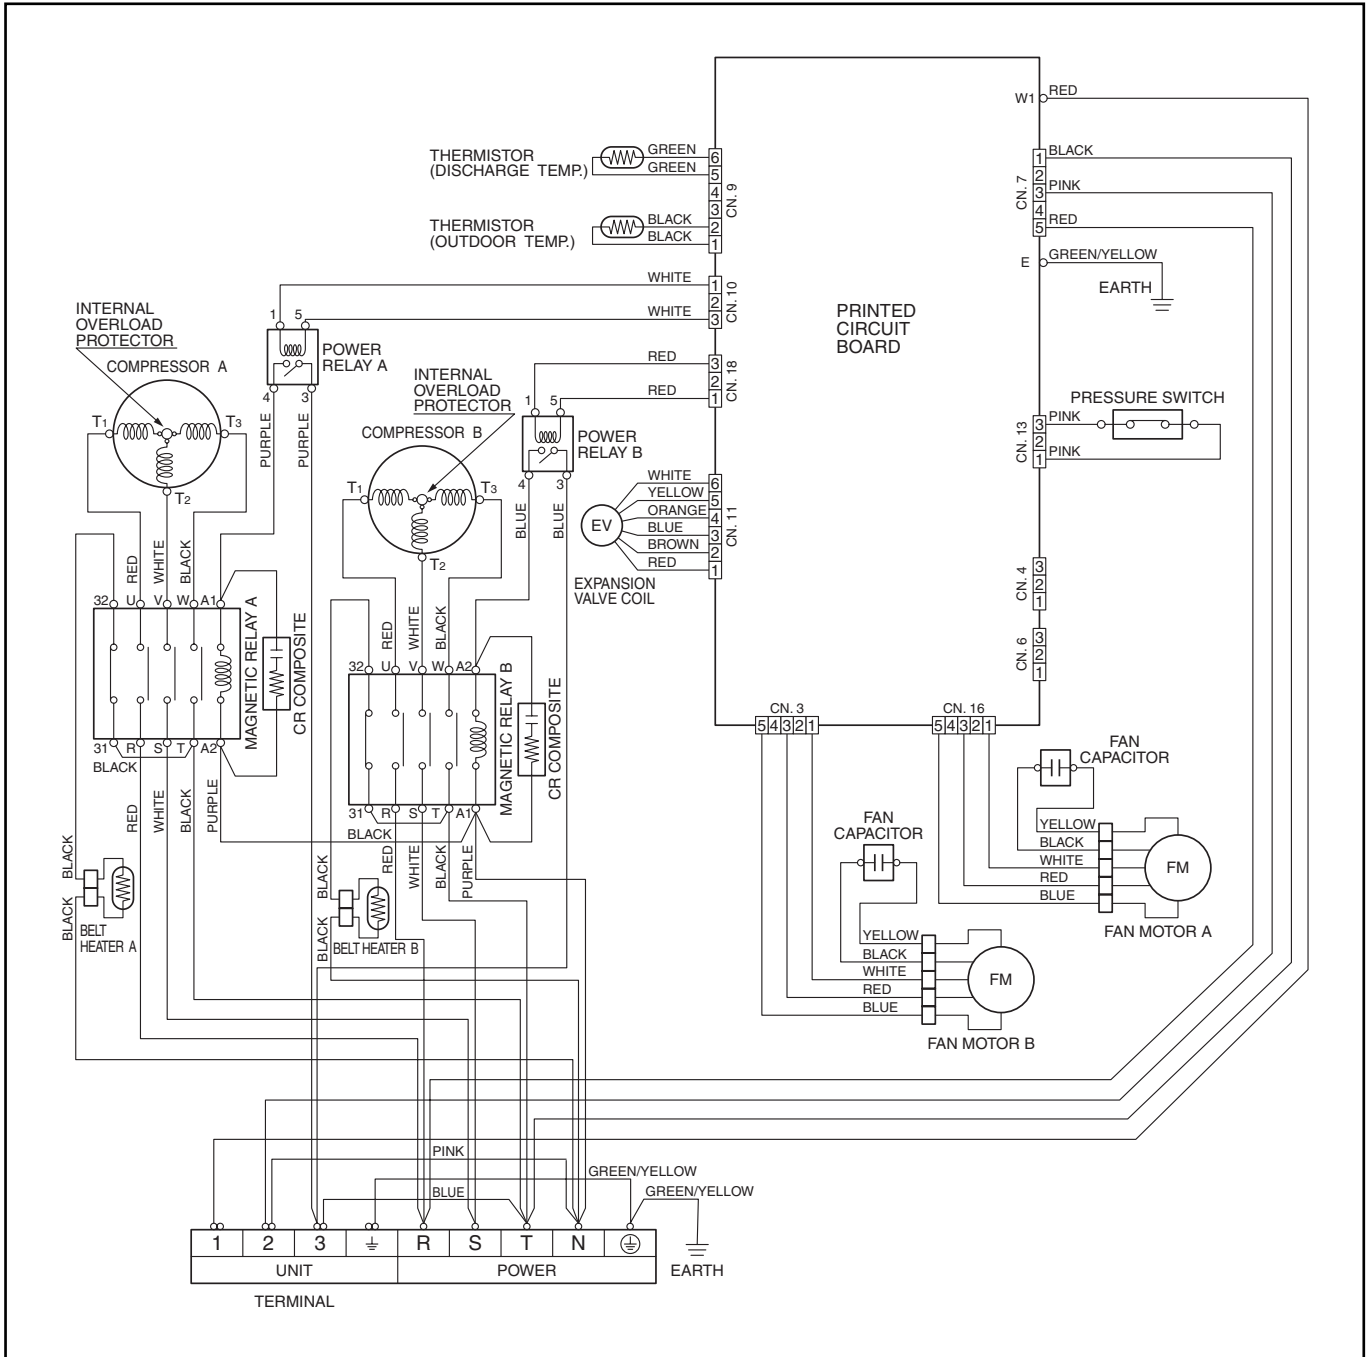 W1
RED
THERMISTOR
(DISCHARGE TEMP.)
GREEN
GREEN
6
5
4
3
2
1
CN. 9
THERMISTOR
(OUTDOOR TEMP.)
BLACK
BLACK
1
2
3
4
5
CN. 7
BLACK
PINK
RED
E
GREEN/YELLOW
EARTH
WHITE
WHITE
1
2
3
CN. 10
PRINTED
CIRCUIT
BOARD
INTERNAL
OVERLOAD
PROTECTOR
COMPRESSOR A
T1
T3
T2
1
5
POWER
RELAY A
4
3
PURPLE
PURPLE
RED
RED
3
2
1
CN. 18
INTERNAL
OVERLOAD
PROTECTOR
COMPRESSOR B
T1
T3
T2
1
5
POWER
RELAY B
4
3
BLUE
BLUE
PRESSURE SWITCH
PINK
PINK
3
2
1
CN. 13
WHITE
YELLOW
ORANGE
BLUE
BROWN
RED
6
5
4
3
2
1
CN. 11
EV
EXPANSION
VALVE COIL
3
2
1
CN. 4
3
2
1
CN. 6
RED
WHITE
BLACK
32
U
V
W
A1
MAGNETIC RELAY A
CR COMPOSITE
31
R
S
T
A2
BLACK
RED
WHITE
BLACK
PURPLE
RED
WHITE
BLACK
32
U
V
W
A2
MAGNETIC RELAY B
CR COMPOSITE
31
R
S
T
A1
BLACK
RED
WHITE
BLACK
PURPLE
CN. 3
5 4 3 2 1
CN. 16
5 4 3 2 1
FAN
CAPACITOR
YELLOW
BLACK
WHITE
RED
BLUE
FM
FAN MOTOR A
FAN
CAPACITOR
YELLOW
BLACK
WHITE
RED
BLUE
FM
FAN MOTOR B
BLACK
BLACK
BELT
HEATER A
BLACK
BLACK
BELT HEATER B
PINK
GREEN/YELLOW
BLUE
GREEN/YELLOW
1 2 3 R S T N
UNIT
POWER
EARTH
TERMINAL